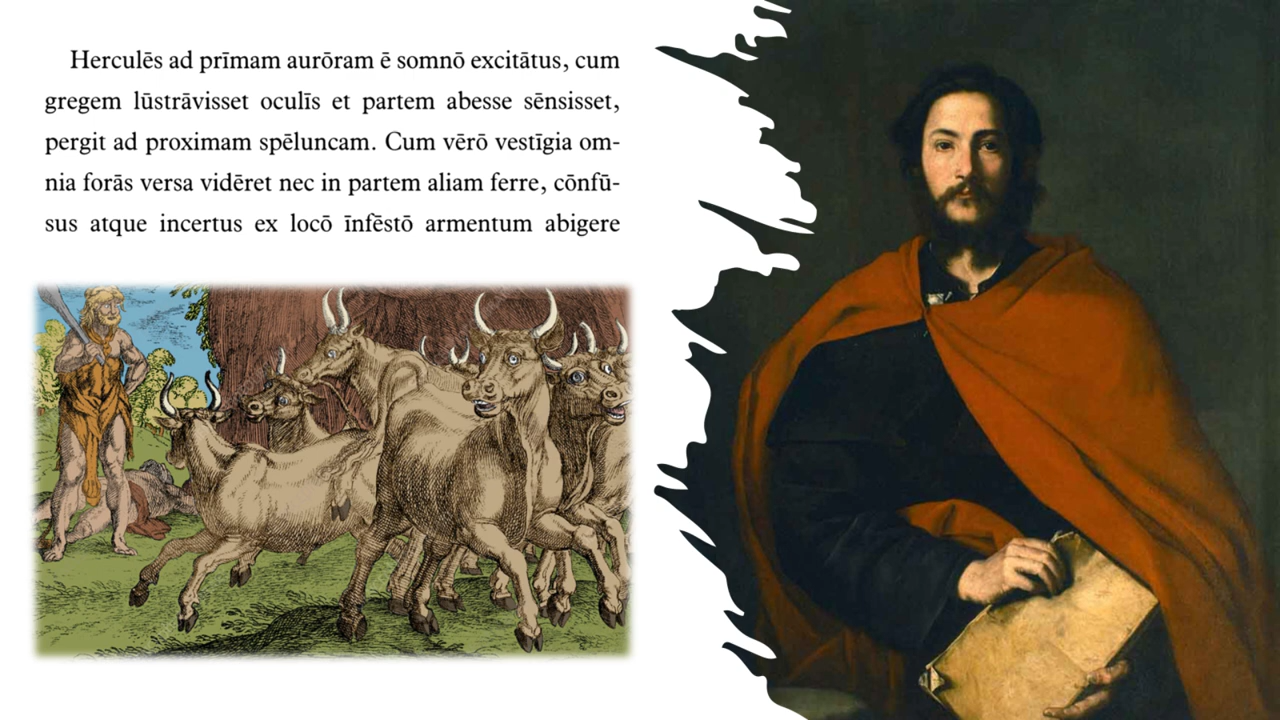 Herculēs ad prīmam aurōram ē somnō excitātus, cum
gregem lūstrāvisset oculīs et partem abesse sēnsisset,
pergit ad proximam spēluncam. Cum vērō vestīgia om-
nia forās versa vidēret nec in partem aliam ferre, cōnfū-
sus atque incertus ex locō īnfēstō armentum abigere